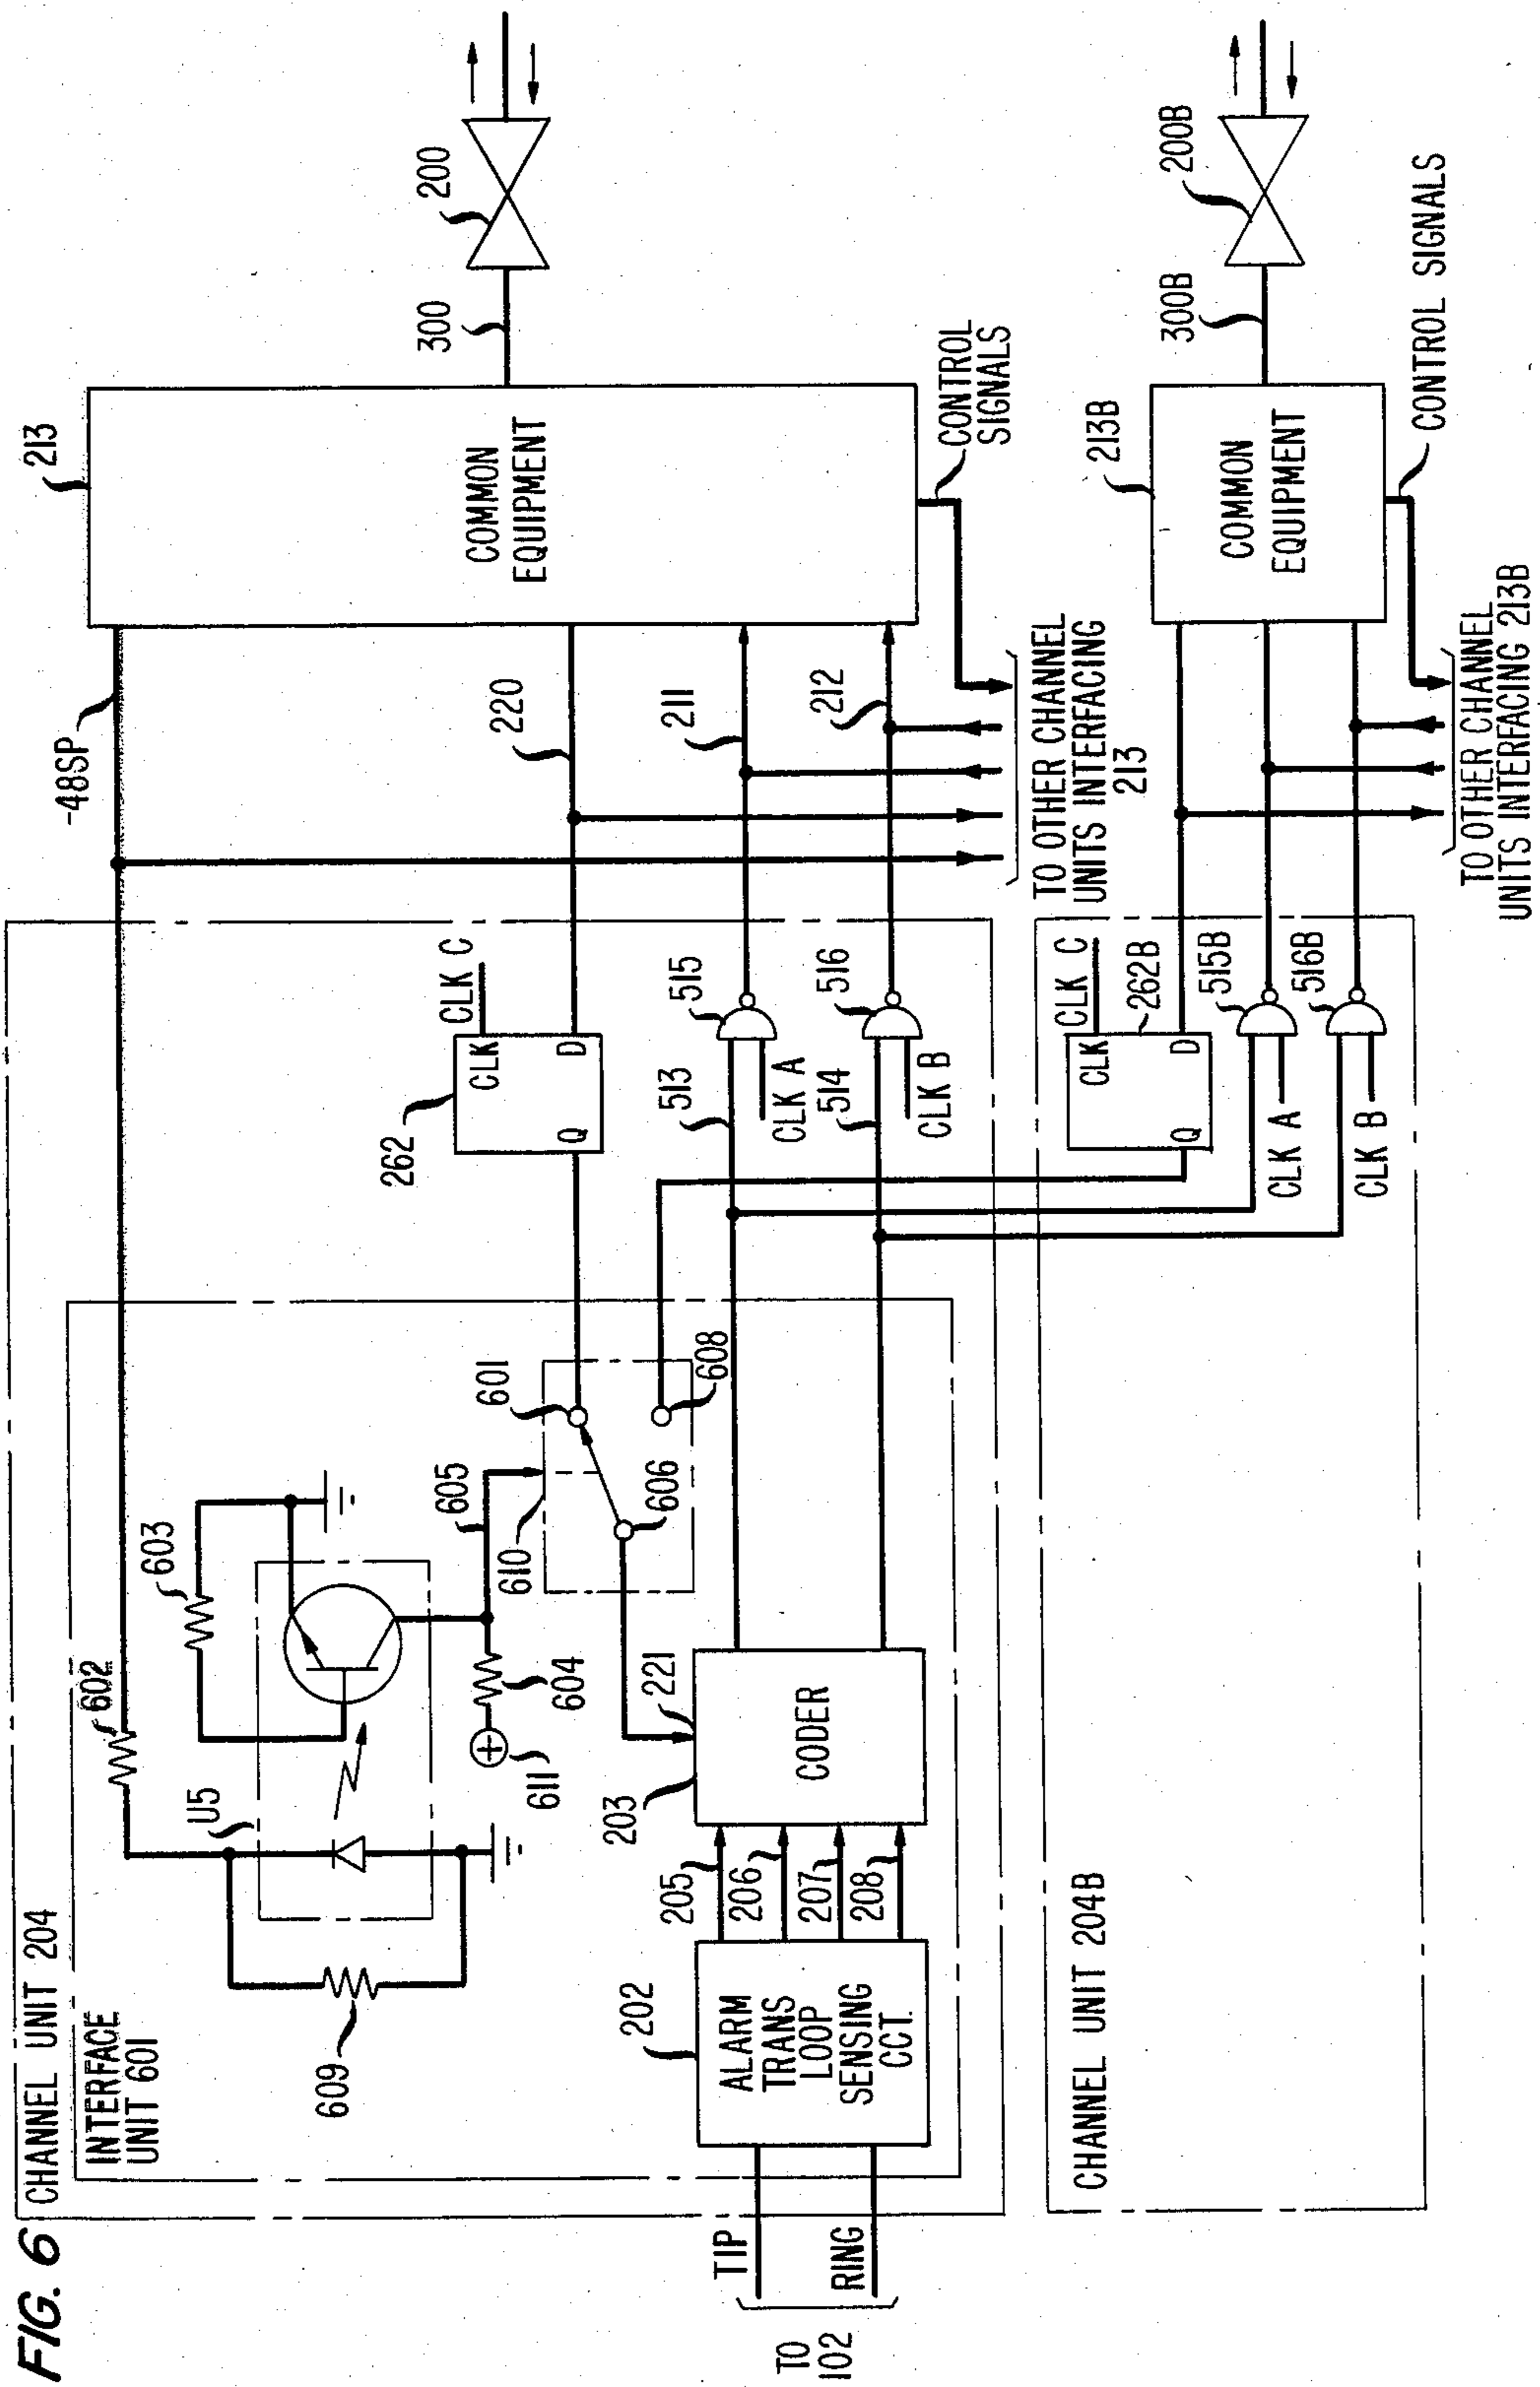 FIG. 6
CHANNEL UNIT 204
INTERFACE
UNIT 601
609
U5
602
603
604
611
605
610
601
606
608
262
CLK
Q
D
CLK C
-48SP
220
211
212
213
COMMON
EQUIPMENT
300
200
CONTROL
SIGNALS
TO OTHER CHANNEL
UNITS INTERFACING
213
TO
102
TIP
RING
202
ALARM
TRANS
LOOP
SENSING
CCT.
205
206
207
208
203
221
CODER
513
514
515
516
CLK A
CLK B
CHANNEL UNIT 204B
CLK
Q
D
CLK C
262B
515B
516B
CLK A
CLK B
213B
COMMON
EQUIPMENT
300B
200B
CONTROL SIGNALS
TO OTHER CHANNEL
UNITS INTERFACING 213B